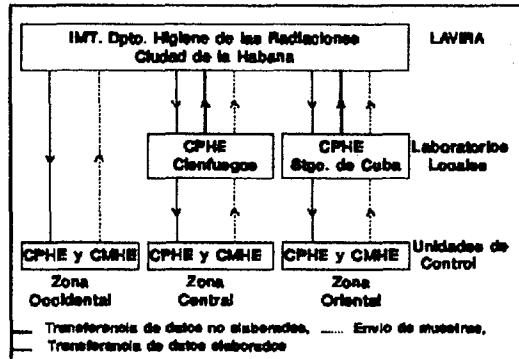 IMT. Dpto. Higiene de las Radiaciones
Ciudad de la Habana
LAVIRA
CPHE
Cienfuegos
CPHE
Stgo. de Cuba
Laboratorios
Locales
CPHE y CMHE
CPHE y CMHE
CPHE y CMHE
Unidades de
Control
Zona
Occidental
Zona
Central
Zona
Oriental
Transferencia de datos no elaborados, ..... Envío de muestras,
Transferencia de datos elaborados